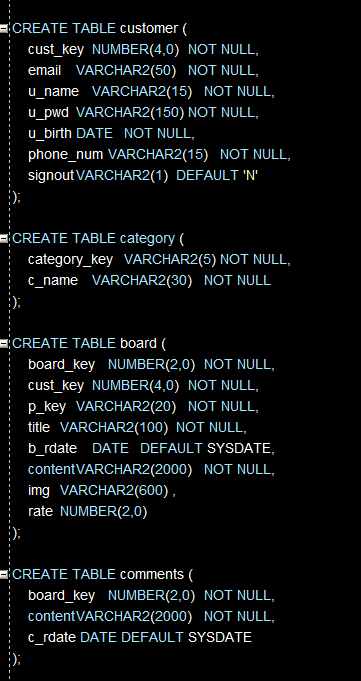 CREATE TABLE customer (
cust_key NUMBER(4,0) NOT NULL,
email VARCHAR2(50) NOT NULL,
u_name VARCHAR2(15) NOT NULL,
u_pwd VARCHAR2(150) NOT NULL,
u_birth DATE NOT NULL,
phone_num VARCHAR2(15) NOT NULL,
signout VARCHAR2(1) DEFAULT 'N'
);
CREATE TABLE category (
category_key VARCHAR2(5) NOT NULL,
c_name VARCHAR2(30) NOT NULL
);
CREATE TABLE board (
board_key NUMBER(2,0) NOT NULL,
cust_key NUMBER(4,0) NOT NULL,
p_key VARCHAR2(20) NOT NULL,
title VARCHAR2(100) NOT NULL,
b_rdate DATE DEFAULT SYSDATE,
content VARCHAR2(2000) NOT NULL,
img VARCHAR2(600) ,
rate NUMBER(2,0)
);
CREATE TABLE comments (
board_key NUMBER(2,0) NOT NULL,
content VARCHAR2(2000) NOT NULL,
c_rdate DATE DEFAULT SYSDATE
);